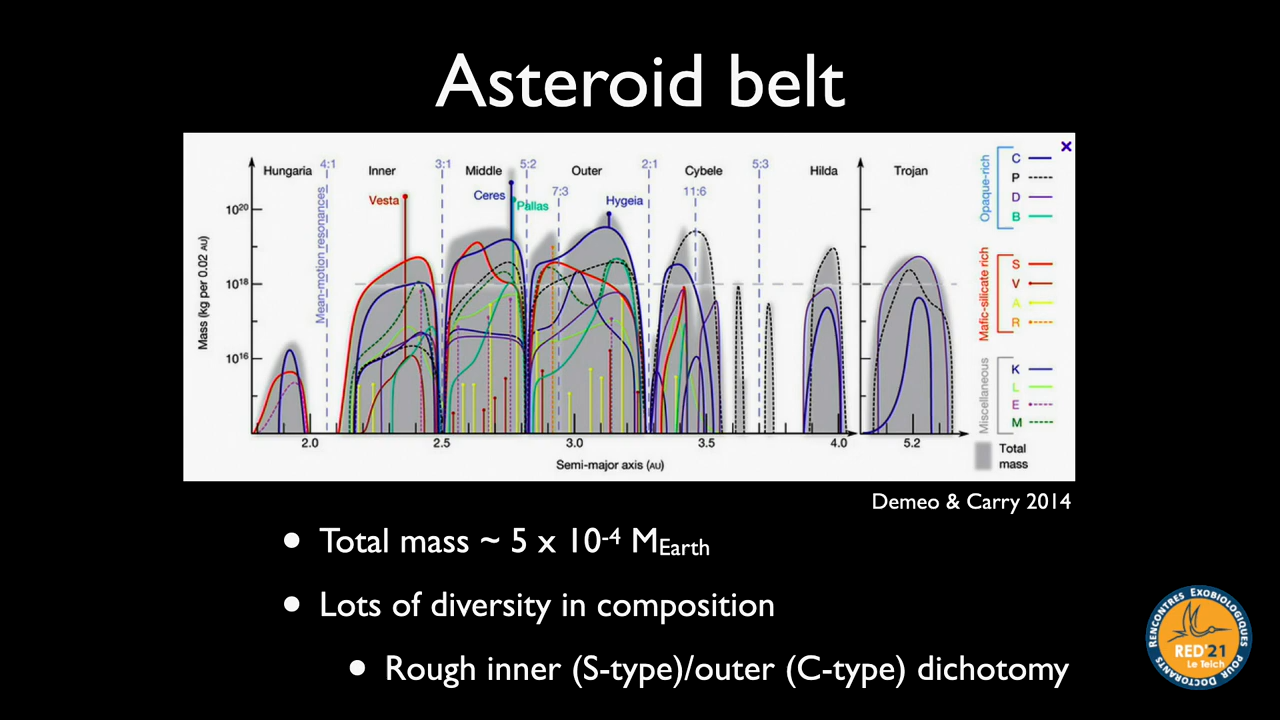 Asteroid belt
Hungaria 4:1 Inner 3:1 Middle 5:2 Outer 2:1 Cybele 5:3 Hilda Trojan
7:3 11:6
Mean-motion resonances
Vesta
Ceres
Pallas
Hygeia
Mass (kg per 0.02 AU)
10²⁰
10¹⁸
10¹⁶
2.0 2.5 3.0 3.5 4.0 5.2
Semi-major axis (AU)
Opaque-rich
C
P
D
B
Mafic-silicate rich
S
V
A
R
Miscellaneous
K
L
E
M
Total
mass
Demeo & Carry 2014
• Total mass ~ 5 x 10⁻⁴ MEarth
• Lots of diversity in composition
• Rough inner (S-type)/outer (C-type) dichotomy
RENCONTRES EXOBIOLOGIQUES
POUR DOCTORANTS
RED'21
Le Teich